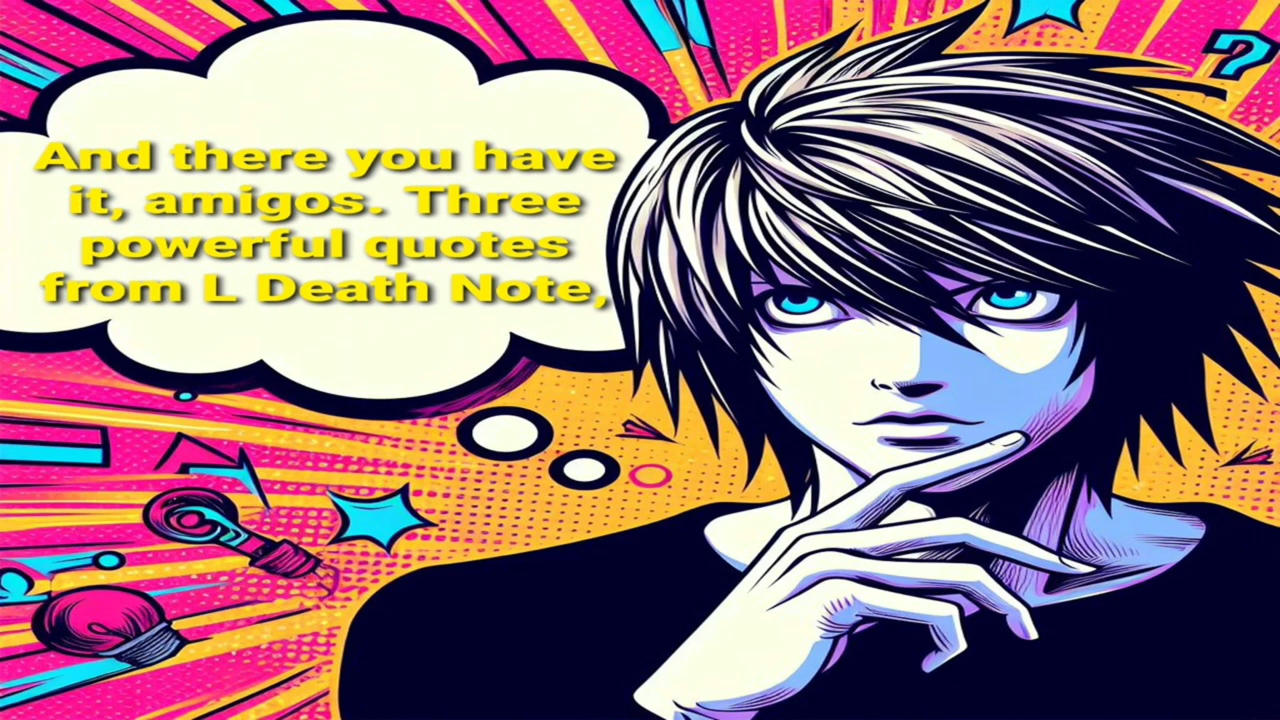 And there you have
it, amigos. Three
powerful quotes
from L Death Note,
?